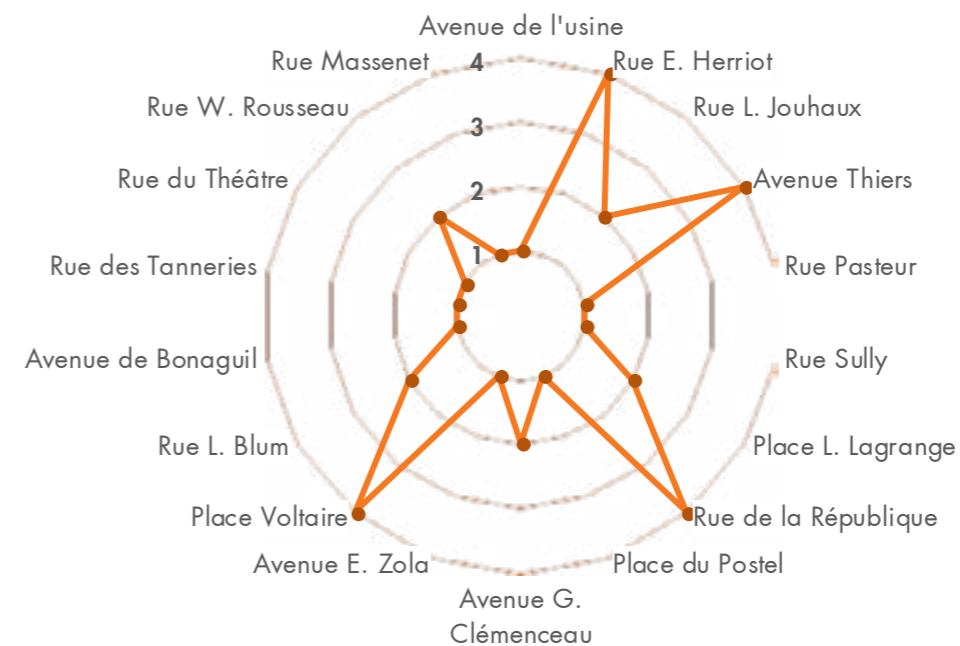 Avenue de l'usine
Rue Massenet
4
Rue E. Herriot
Rue W. Rousseau
Rue L. Jouhaux
3
Rue du Théâtre
2
Avenue Thiers
Rue des Tanneries
1
Rue Pasteur
Avenue de Bonaguil
Rue Sully
Rue L. Blum
Place L. Lagrange
Place Voltaire
Rue de la République
Avenue E. Zola
Place du Postel
Avenue G.
Clémenceau